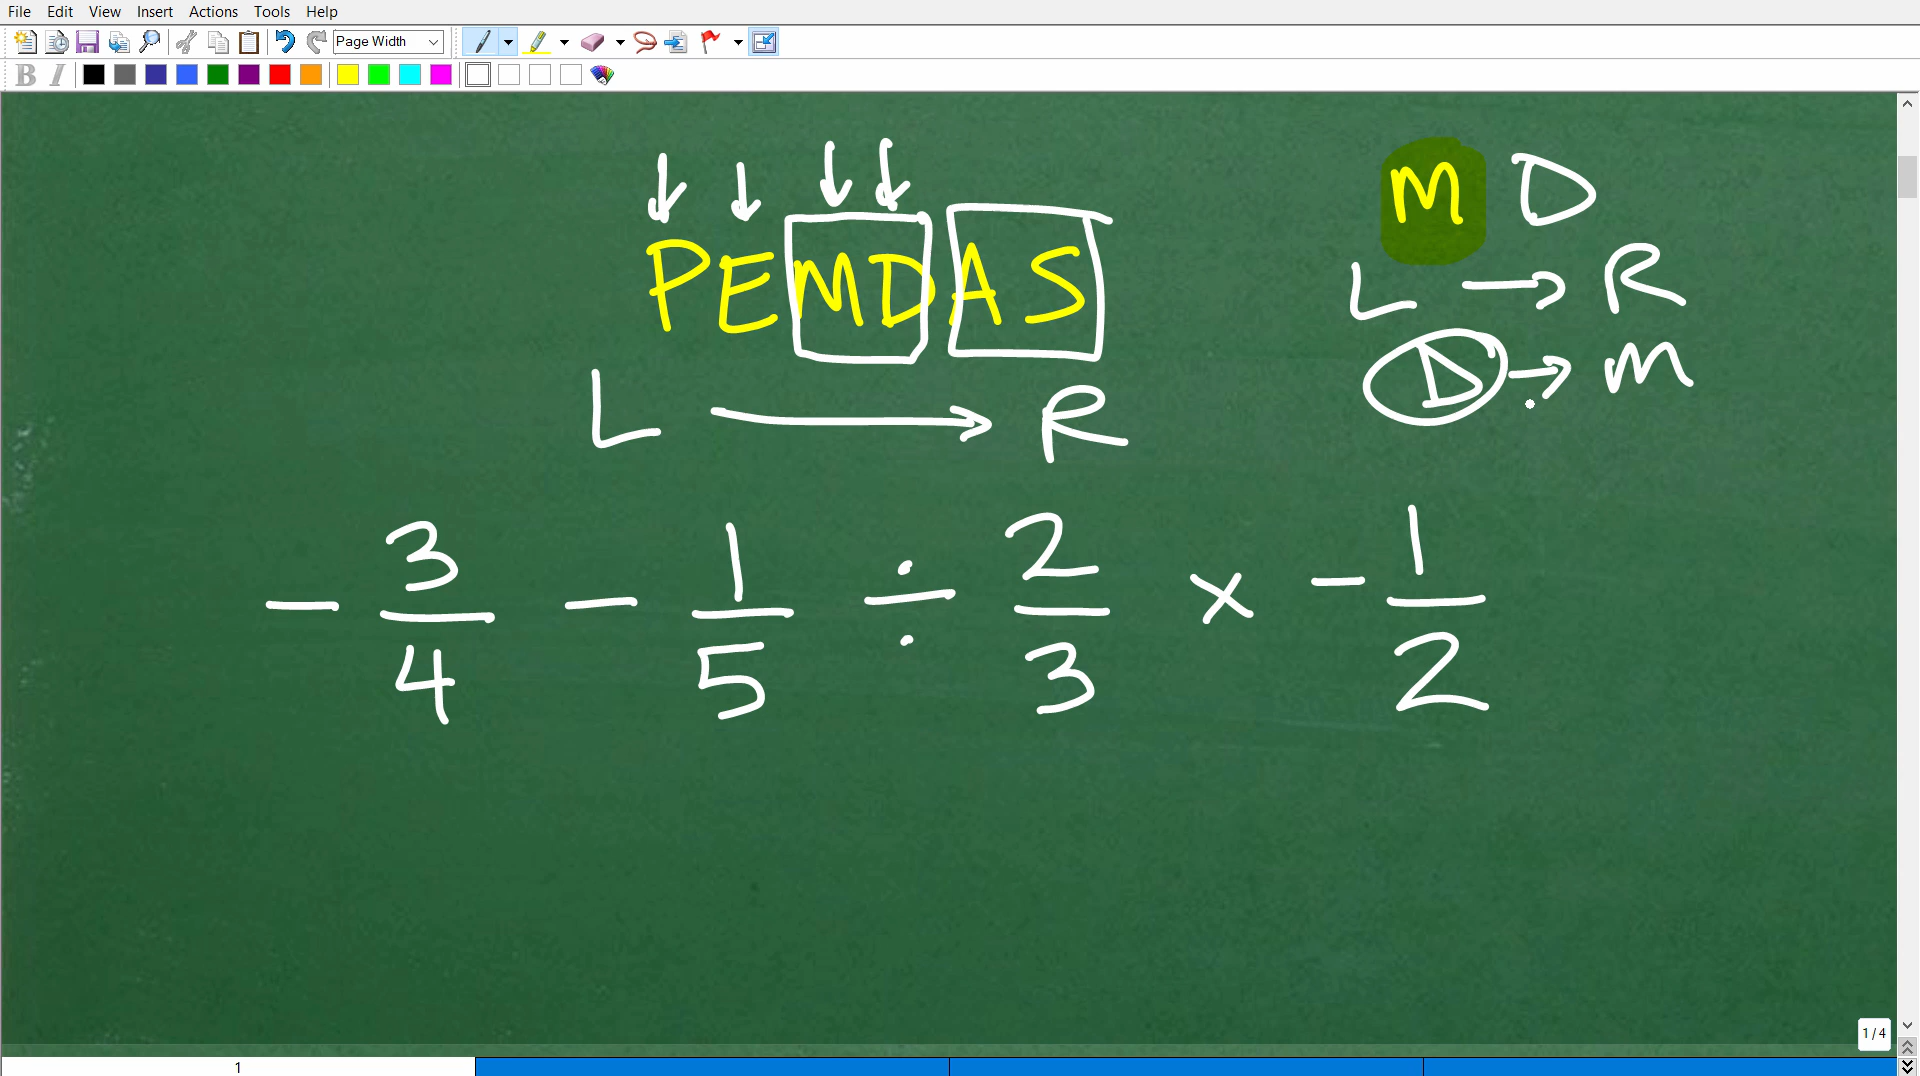 File Edit View Insert Actions Tools Help
Page Width
B I
M D
PEMDAS
L → R
D → M
L → R
- 3/4 - 1/5 ÷ 2/3 × - 1/2
1 / 4
1